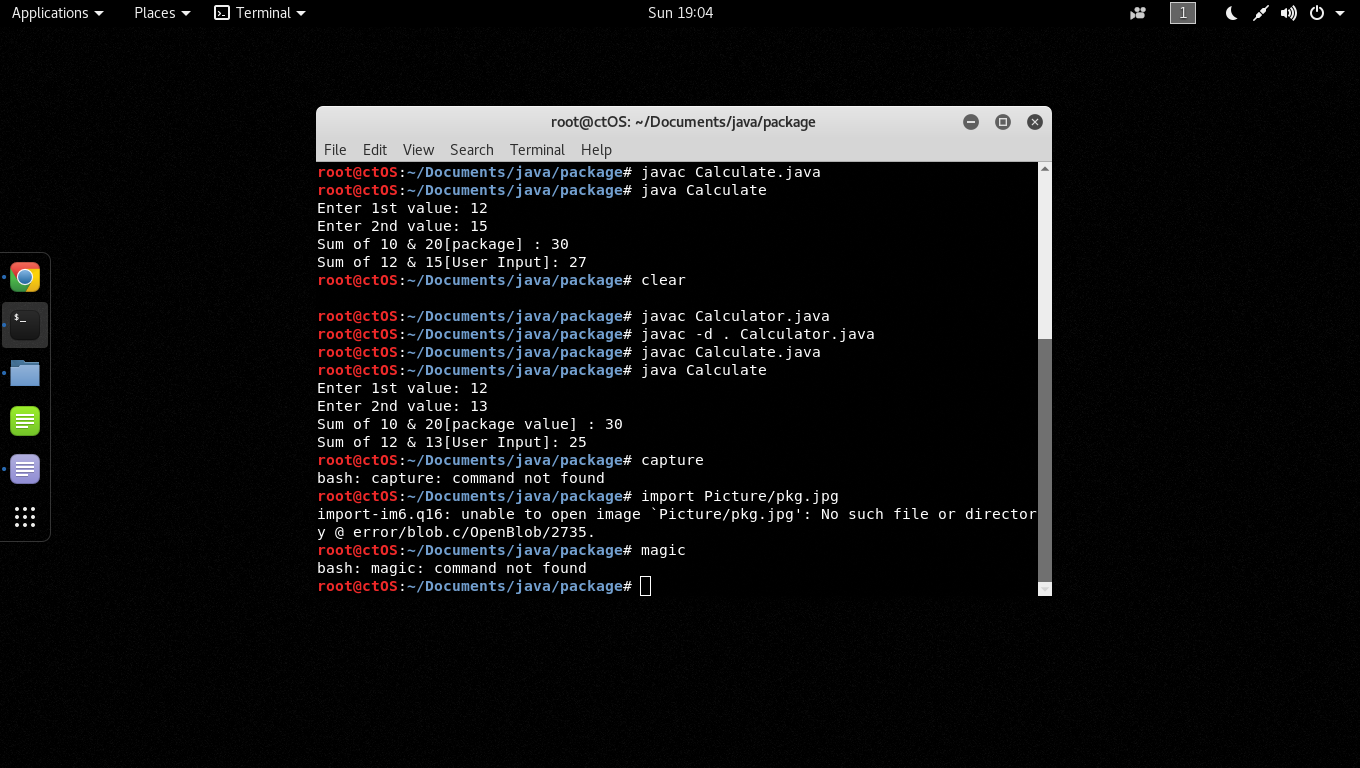 Applications Places Terminal Sun 19:04 1
root@ctOS: ~/Documents/java/package
File Edit View Search Terminal Help
root@ctOS:~/Documents/java/package# javac Calculate.java
root@ctOS:~/Documents/java/package# java Calculate
Enter 1st value: 12
Enter 2nd value: 15
Sum of 10 & 20[package] : 30
Sum of 12 & 15[User Input]: 27
root@ctOS:~/Documents/java/package# clear
root@ctOS:~/Documents/java/package# javac Calculator.java
root@ctOS:~/Documents/java/package# javac -d . Calculator.java
root@ctOS:~/Documents/java/package# javac Calculate.java
root@ctOS:~/Documents/java/package# java Calculate
Enter 1st value: 12
Enter 2nd value: 13
Sum of 10 & 20[package value] : 30
Sum of 12 & 13[User Input]: 25
root@ctOS:~/Documents/java/package# capture
bash: capture: command not found
root@ctOS:~/Documents/java/package# import Picture/pkg.jpg
import-im6.q16: unable to open image `Picture/pkg.jpg': No such file or director
y @ error/blob.c/OpenBlob/2735.
root@ctOS:~/Documents/java/package# magic
bash: magic: command not found
root@ctOS:~/Documents/java/package#
$_